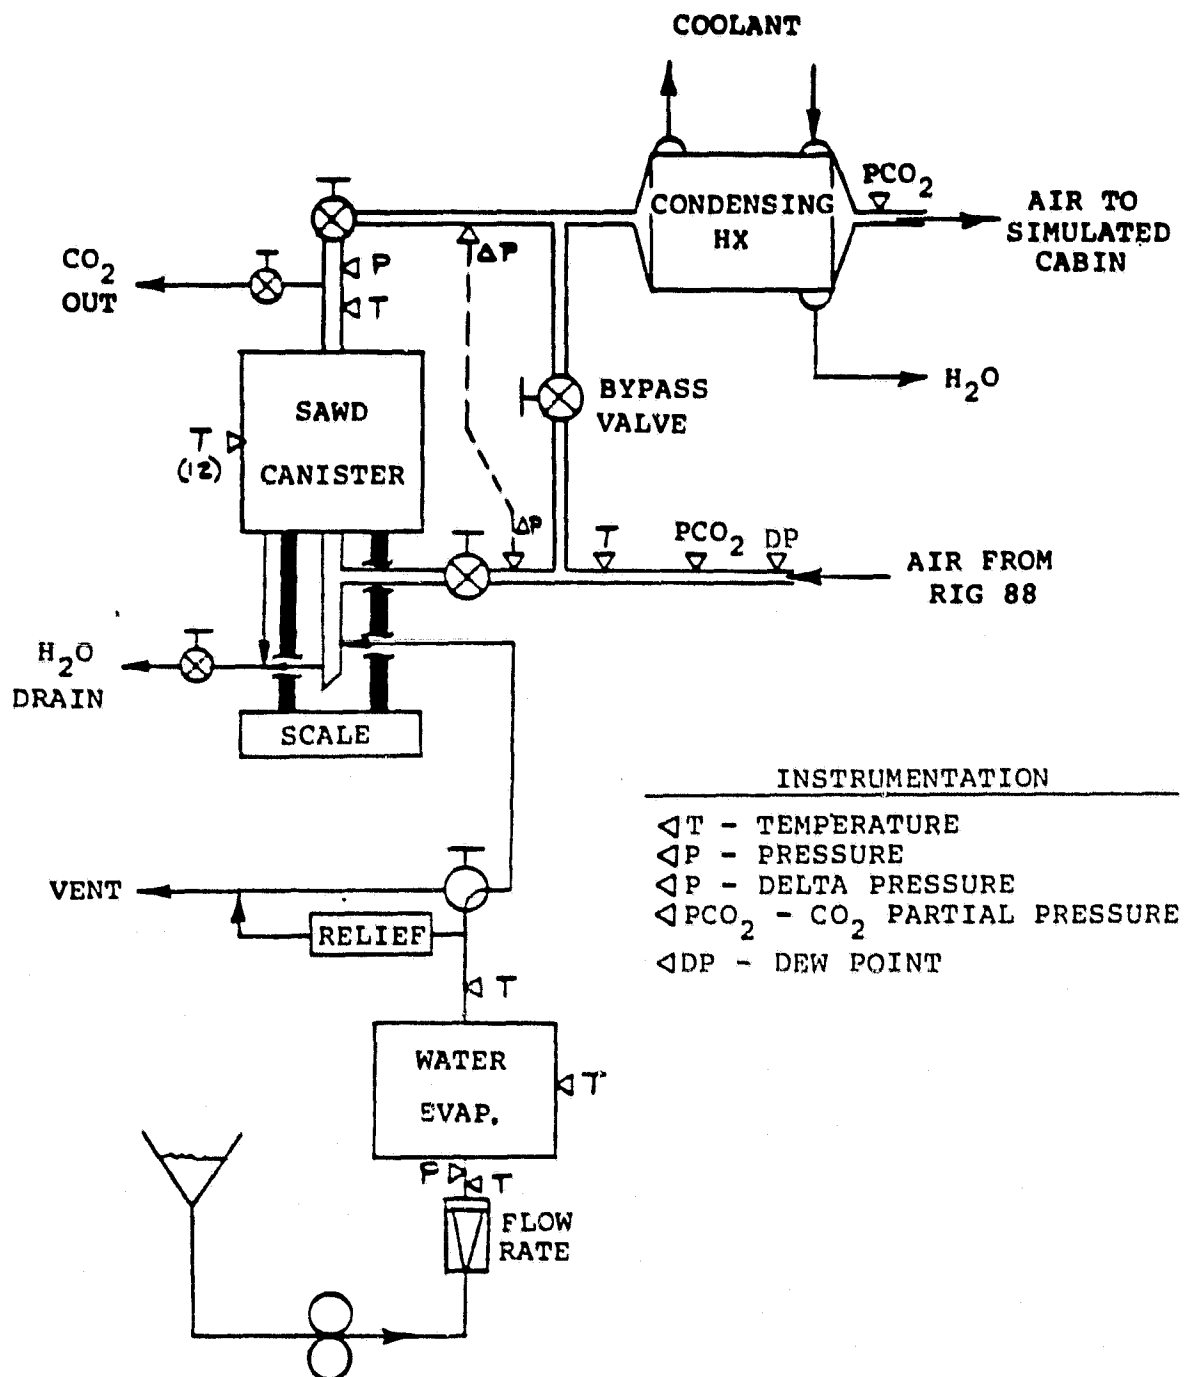 COOLANT
PCO2
CONDENSING
HX
AIR TO
SIMULATED
CABIN
CO2
OUT
P
T
ΔP
H2O
BYPASS
VALVE
SAWD
CANISTER
T
(12)
ΔP
T
PCO2
DP
AIR FROM
RIG 88
H2O
DRAIN
SCALE
INSTRUMENTATION
T - TEMPERATURE
P - PRESSURE
P - DELTA PRESSURE
PCO2 - CO2 PARTIAL PRESSURE
DP - DEW POINT
VENT
RELIEF
T
WATER
EVAP.
T
P
T
FLOW
RATE